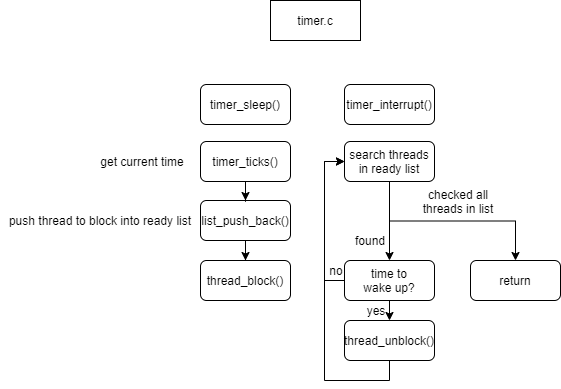 timer.c
timer_sleep()
timer_interrupt()
get current time
timer_ticks()
search threads
in ready list
checked all
threads in list
push thread to block into ready list
list_push_back()
found
no
time to
wake up?
return
thread_block()
yes
thread_unblock()